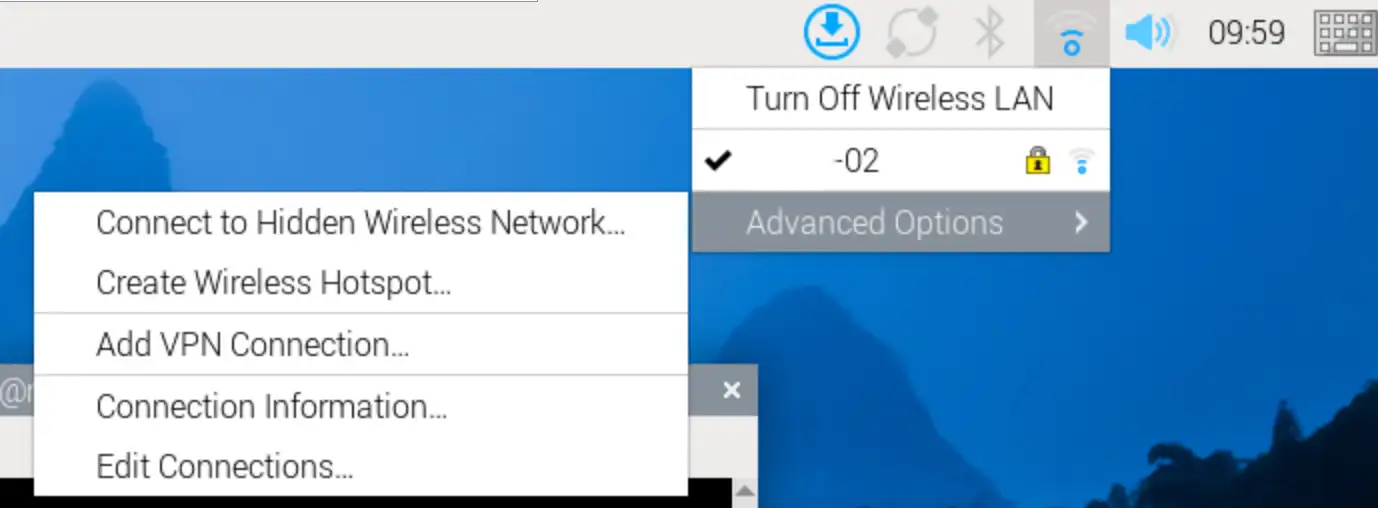 09:59
Turn Off Wireless LAN
-02
Advanced Options
Connect to Hidden Wireless Network...
Create Wireless Hotspot...
Add VPN Connection...
Connection Information...
Edit Connections...